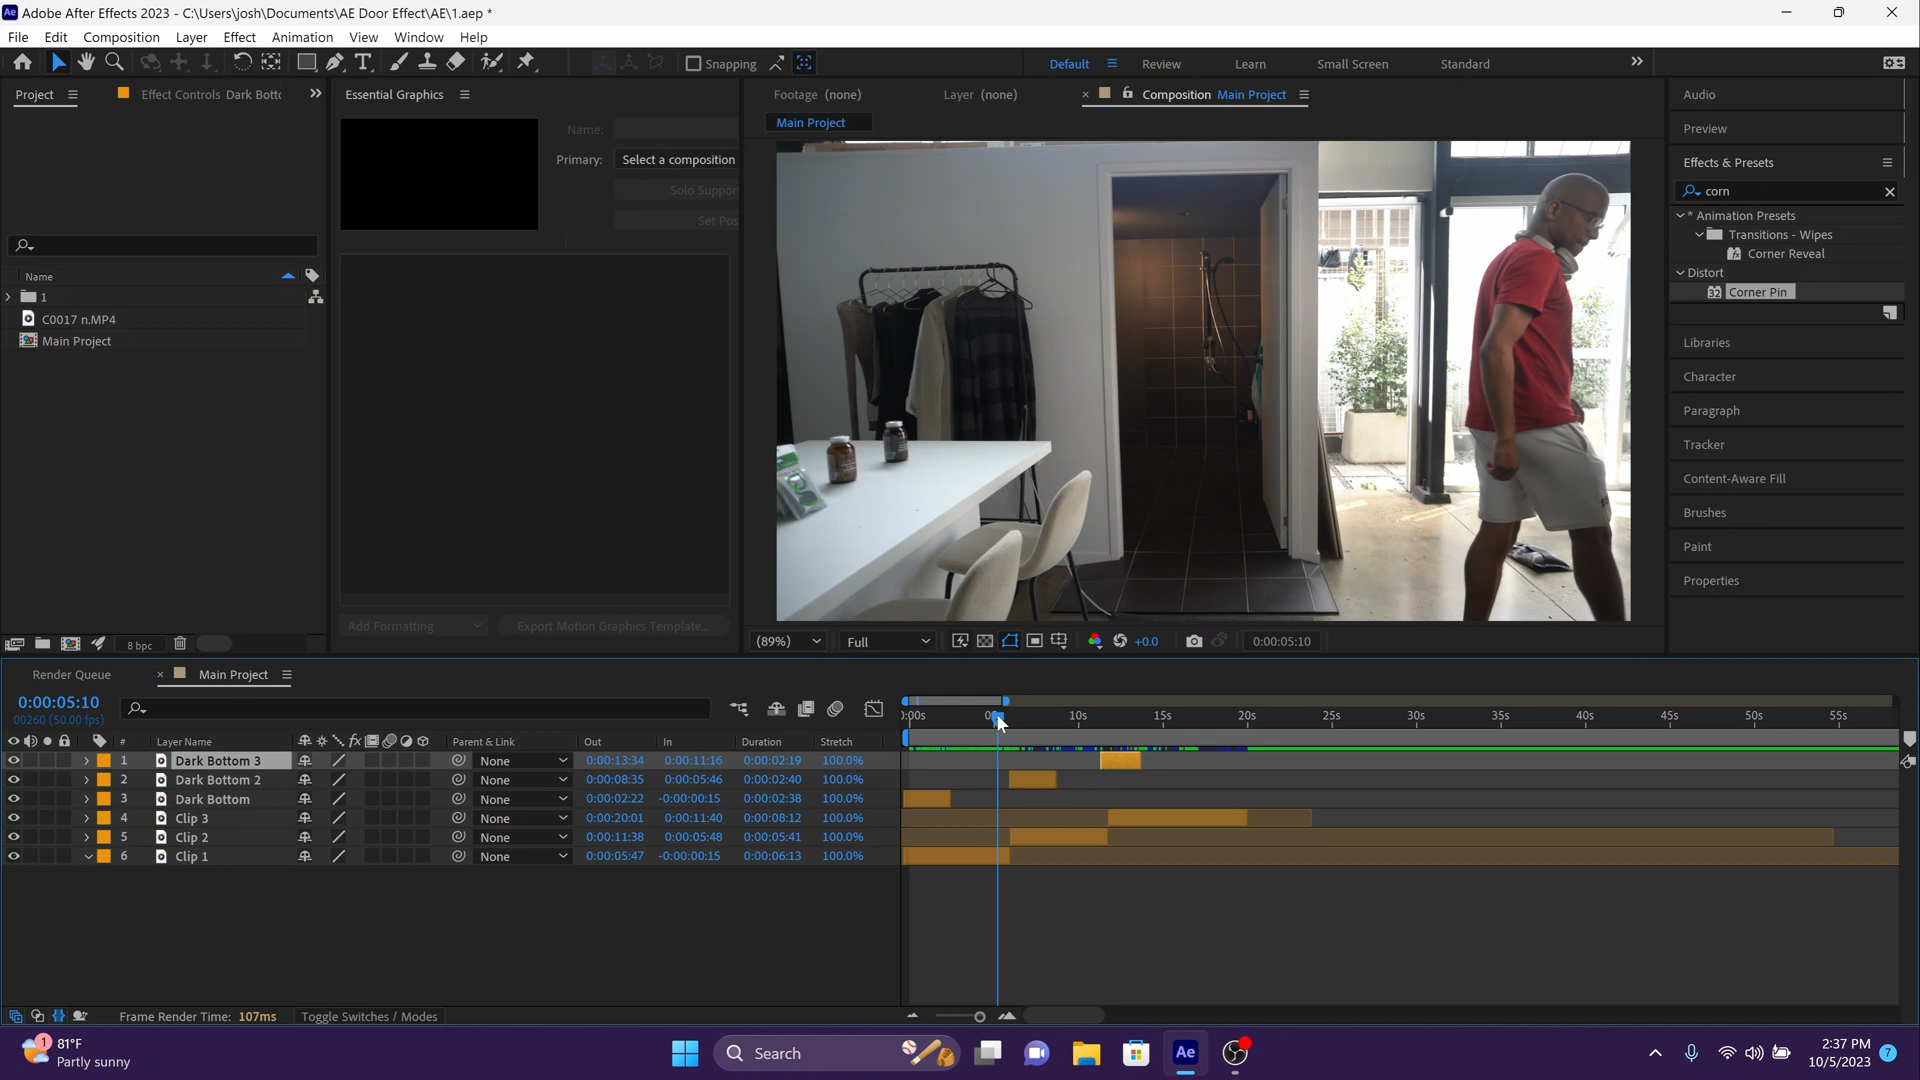 Adobe After Effects 2023 - C:\Users\josh\Documents\AE Door Effect\AE\1.aep *
File Edit Composition Layer Effect Animation View Window Help
Snapping Default Review Learn Small Screen Standard
Project Effect Controls Dark Botto Essential Graphics
Footage (none) Layer (none) Composition Main Project
Main Project
Name:
Primary: Select a composition
Solo Suppor
Set Pos
Name
1
C0017 n.MP4
Main Project
Add Formatting Export Motion Graphics Template...
8 bpc
(89%) Full +0.0 0:00:05:10
Audio
Preview
Effects & Presets
corn
* Animation Presets
Transitions - Wipes
Corner Reveal
Distort
32 Corner Pin
Libraries
Character
Paragraph
Tracker
Content-Aware Fill
Brushes
Paint
Properties
Render Queue Main Project
0:00:05:10
00260 (50.00 fps)
0:00s 10s 15s 20s 25s 30s 35s 40s 45s 50s 55s
# Layer Name Parent & Link Out In Duration Stretch
1 Dark Bottom 3 None 0:00:13:34 0:00:11:16 0:00:02:19 100.0%
2 Dark Bottom 2 None 0:00:08:35 0:00:05:46 0:00:02:40 100.0%
3 Dark Bottom None 0:00:02:22 -0:00:00:15 0:00:02:38 100.0%
4 Clip 3 None 0:00:20:01 0:00:11:40 0:00:08:12 100.0%
5 Clip 2 None 0:00:11:38 0:00:05:48 0:00:05:41 100.0%
6 Clip 1 None 0:00:05:47 -0:00:00:15 0:00:06:13 100.0%
Frame Render Time: 107ms Toggle Switches / Modes
1 81°F
Partly sunny
Search
Ae
2:37 PM
10/5/2023
7